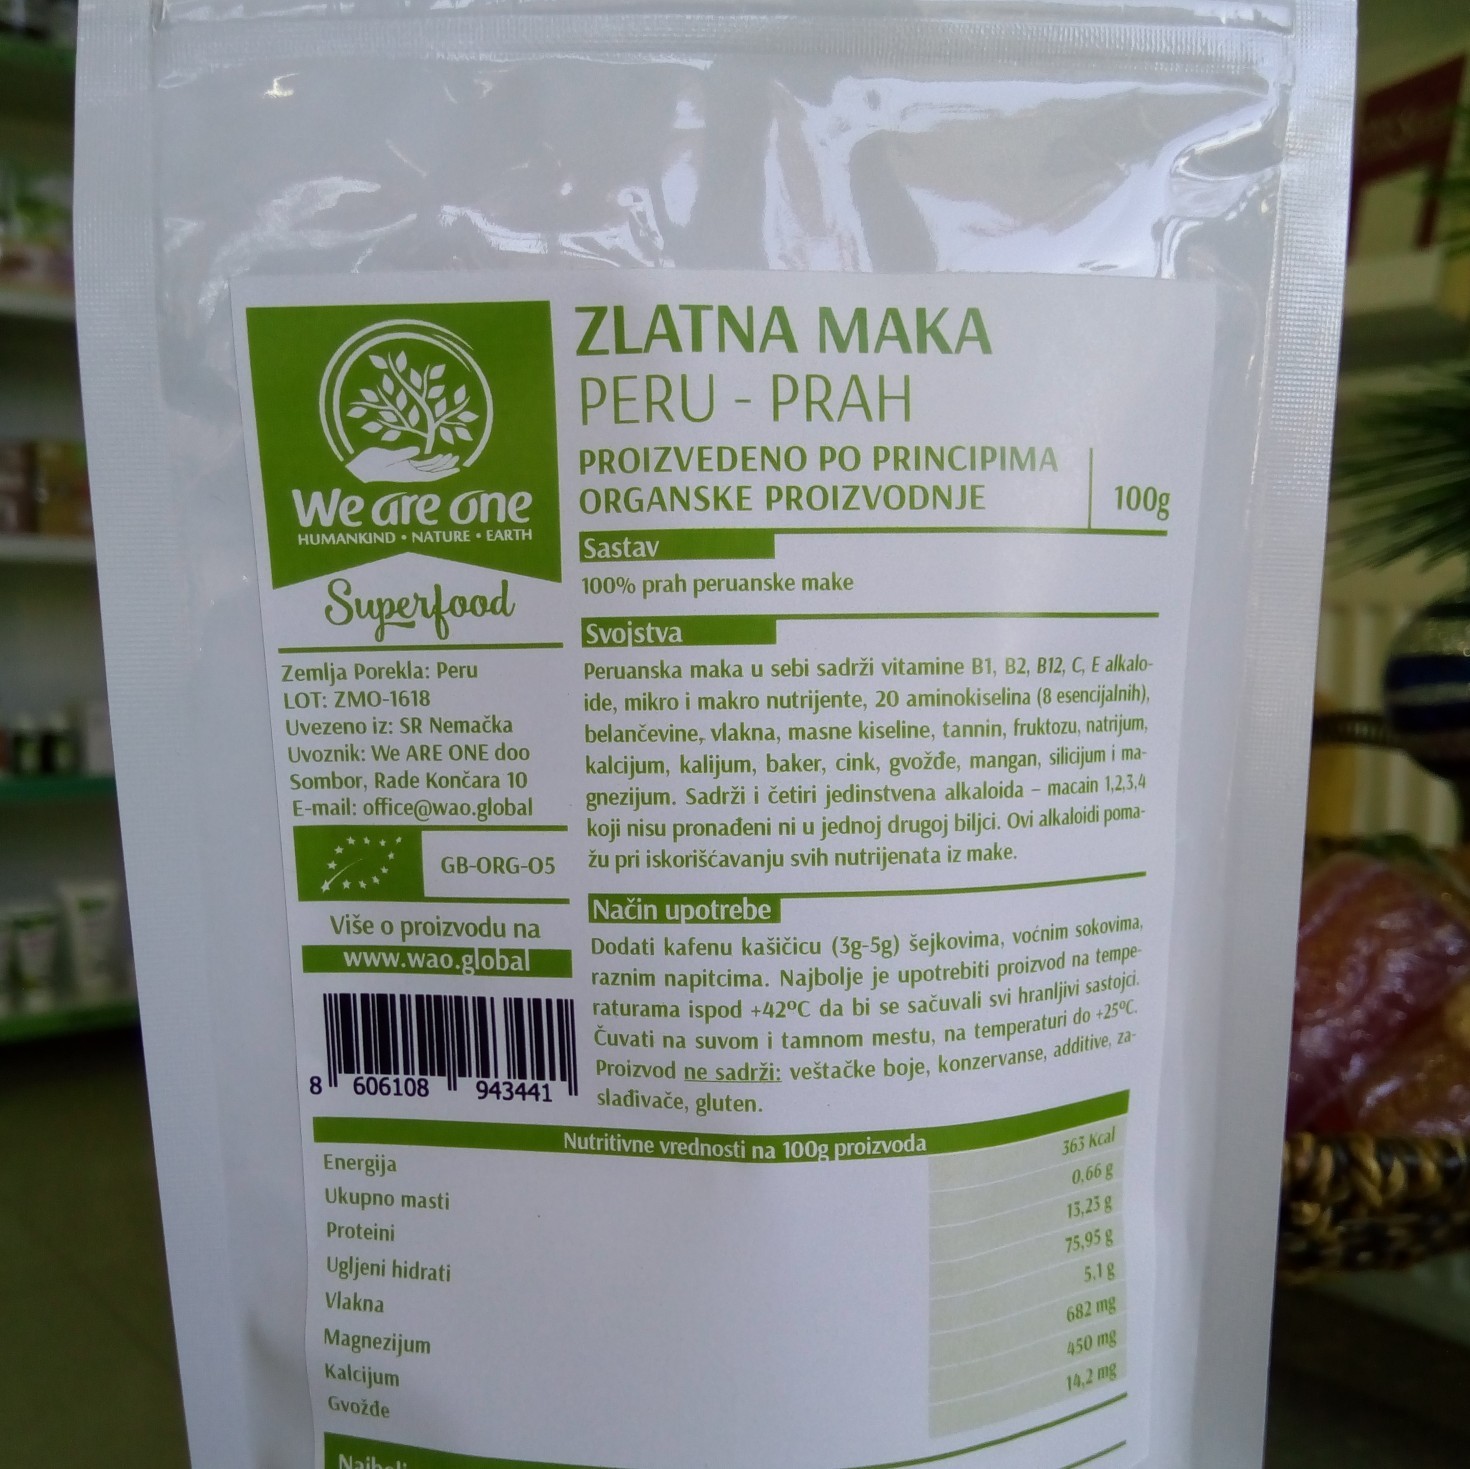 We are one
HUMANKIND • NATURE • EARTH
Superfood
Zemlja Porekla: Peru
LOT: ZMO-1618
Uvezeno iz: SR Nemačka
Uvoznik: We ARE ONE doo
Sombor, Rade Končara 10
E-mail: office@wao.global
GB-ORG-05
Više o proizvodu na
www.wao.global
8 606108 943441
ZLATNA MAKA
PERU - PRAH
PROIZVEDENO PO PRINCIPIMA
ORGANSKE PROIZVODNJE
100g
Sastav
100% prah peruanske make
Svojstva
Peruanska maka u sebi sadrži vitamine B1, B2, B12, C, E alkalo-
ide, mikro i makro nutrijente, 20 aminokiselina (8 esencijalnih),
belančevine, vlakna, masne kiseline, tannin, fruktozu, natrijum,
kalcijum, kalijum, baker, cink, gvožđe, mangan, silicijum i ma-
gnezijum. Sadrži i četiri jedinstvena alkaloida – macain 1,2,3,4
koji nisu pronađeni ni u jednoj drugoj biljci. Ovi alkaloidi poma-
žu pri iskorišćavanju svih nutrijenata iz make.
Način upotrebe
Dodati kafenu kašičicu (3g-5g) šejkovima, voćnim sokovima,
raznim napitcima. Najbolje je upotrebiti proizvod na tempe-
raturama ispod +42ºC da bi se sačuvali svi hranljivi sastojci.
Čuvati na suvom i tamnom mestu, na temperaturi do +25ºC.
Proizvod ne sadrži: veštačke boje, konzervanse, additive, za-
slađivače, gluten.
Nutritivne vrednosti na 100g proizvoda
Energija 363 Kcal
Ukupno masti 0,66 g
Proteini 13,23 g
Ugljeni hidrati 75,95 g
Vlakna 5,1 g
Magnezijum 682 mg
Kalcijum 450 mg
Gvožđe 14,2 mg